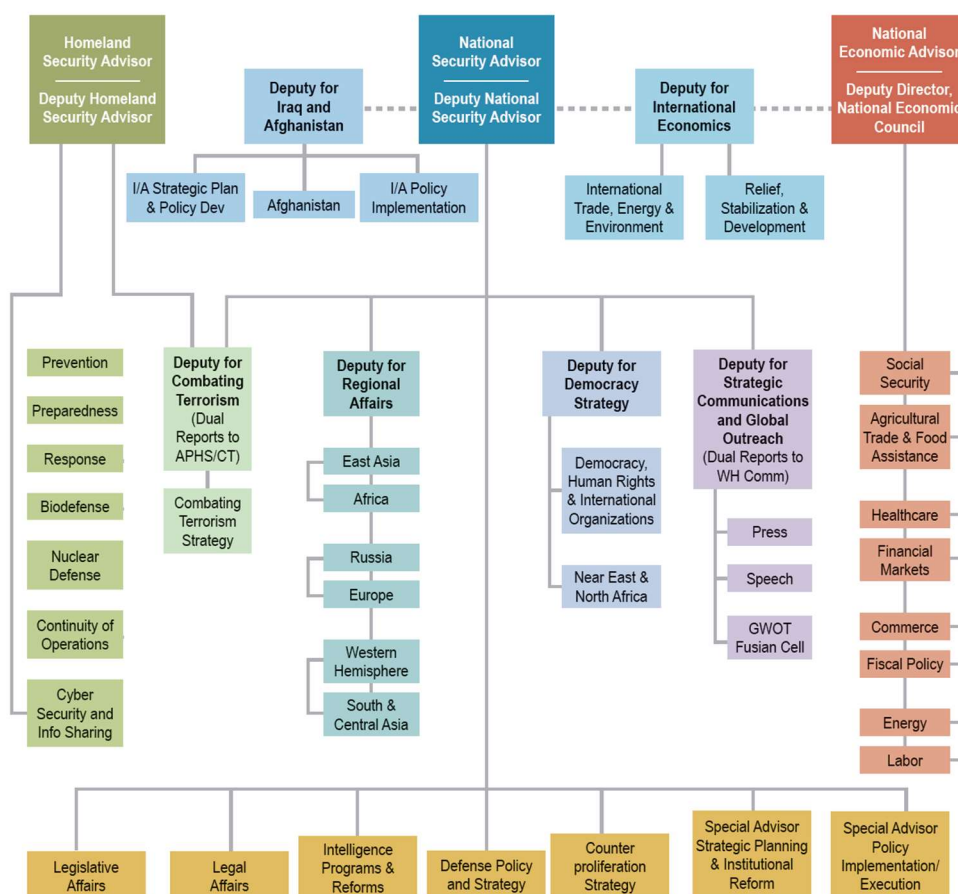 Homeland
Security Advisor
Deputy Homeland
Security Advisor
Deputy for
Iraq and
Afghanistan
National
Security Advisor
Deputy National
Security Advisor
Deputy for
International
Economics
National
Economic Advisor
Deputy Director,
National Economic
Council
I/A Strategic Plan
& Policy Dev
Afghanistan
I/A Policy
Implementation
International
Trade, Energy &
Environment
Relief,
Stabilization &
Development
Prevention
Preparedness
Response
Biodefense
Nuclear
Defense
Continuity of
Operations
Cyber
Security and
Info Sharing
Deputy for
Combating
Terrorism
(Dual
Reports to
APHS/CT)
Combating
Terrorism
Strategy
Deputy for
Regional
Affairs
East Asia
Africa
Russia
Europe
Western
Hemisphere
South &
Central Asia
Deputy for
Democracy
Strategy
Democracy,
Human Rights
& International
Organizations
Near East &
North Africa
Deputy for
Strategic
Communications
and Global
Outreach
(Dual Reports to
WH Comm)
Press
Speech
GWOT
Fusian Cell
Social
Security
Agricultural
Trade & Food
Assistance
Healthcare
Financial
Markets
Commerce
Fiscal Policy
Energy
Labor
Legislative
Affairs
Legal
Affairs
Intelligence
Programs &
Reforms
Defense Policy
and Strategy
Counter
proliferation
Strategy
Special Advisor
Strategic Planning
& Institutional
Reform
Special Advisor
Policy
Implementation/
Execution